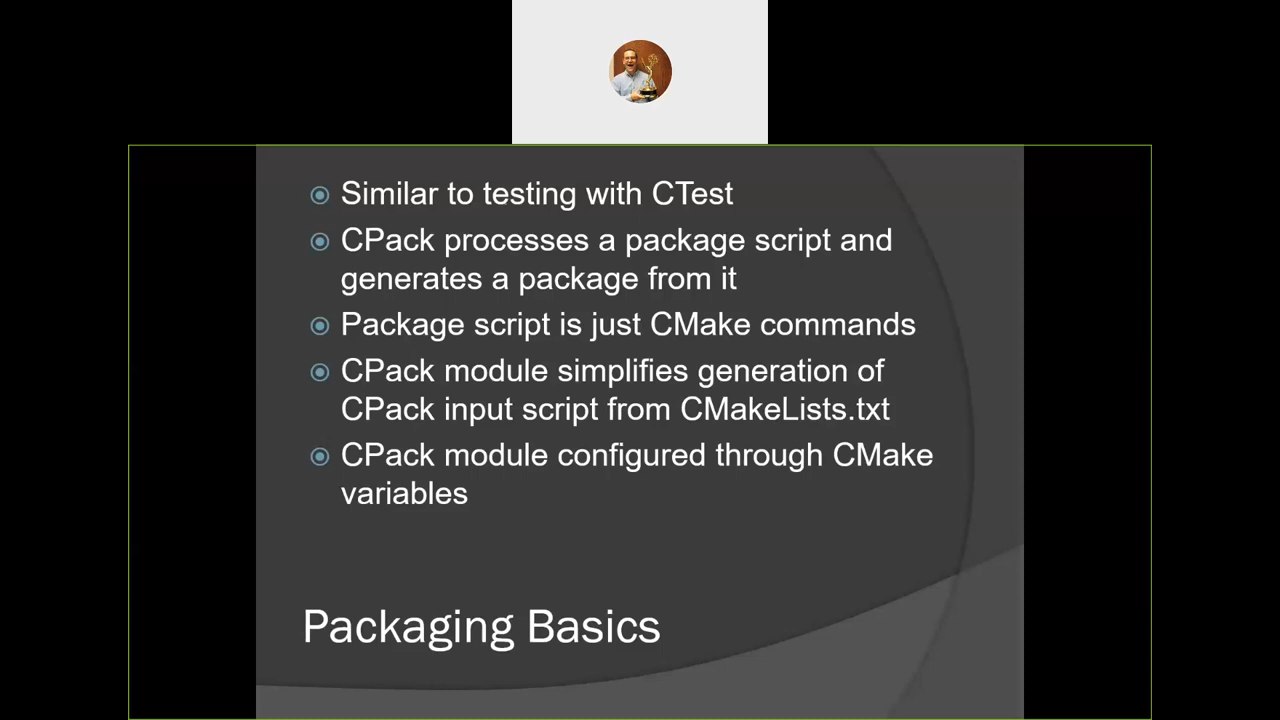 Similar to testing with CTest
CPack processes a package script and
generates a package from it
Package script is just CMake commands
CPack module simplifies generation of
CPack input script from CMakeLists.txt
CPack module configured through CMake
variables
Packaging Basics